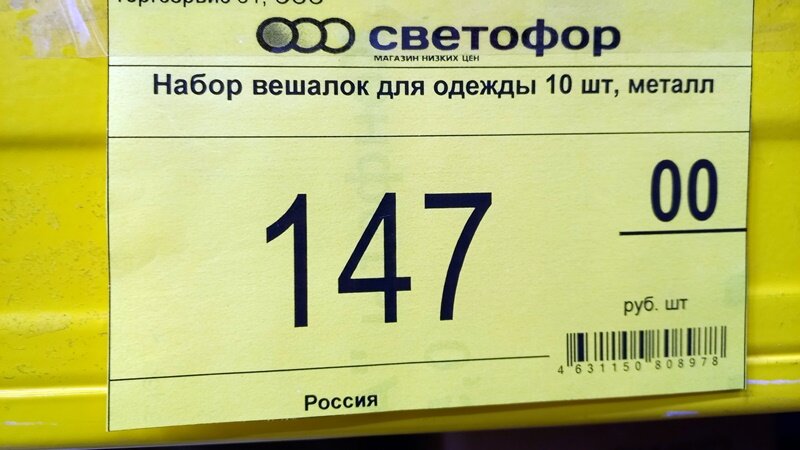 светофор
МАГАЗИН НИЗКИХ ЦЕН
Набор вешалок для одежды 10 шт, металл
147 00
руб. шт
4 631150 808978
Россия